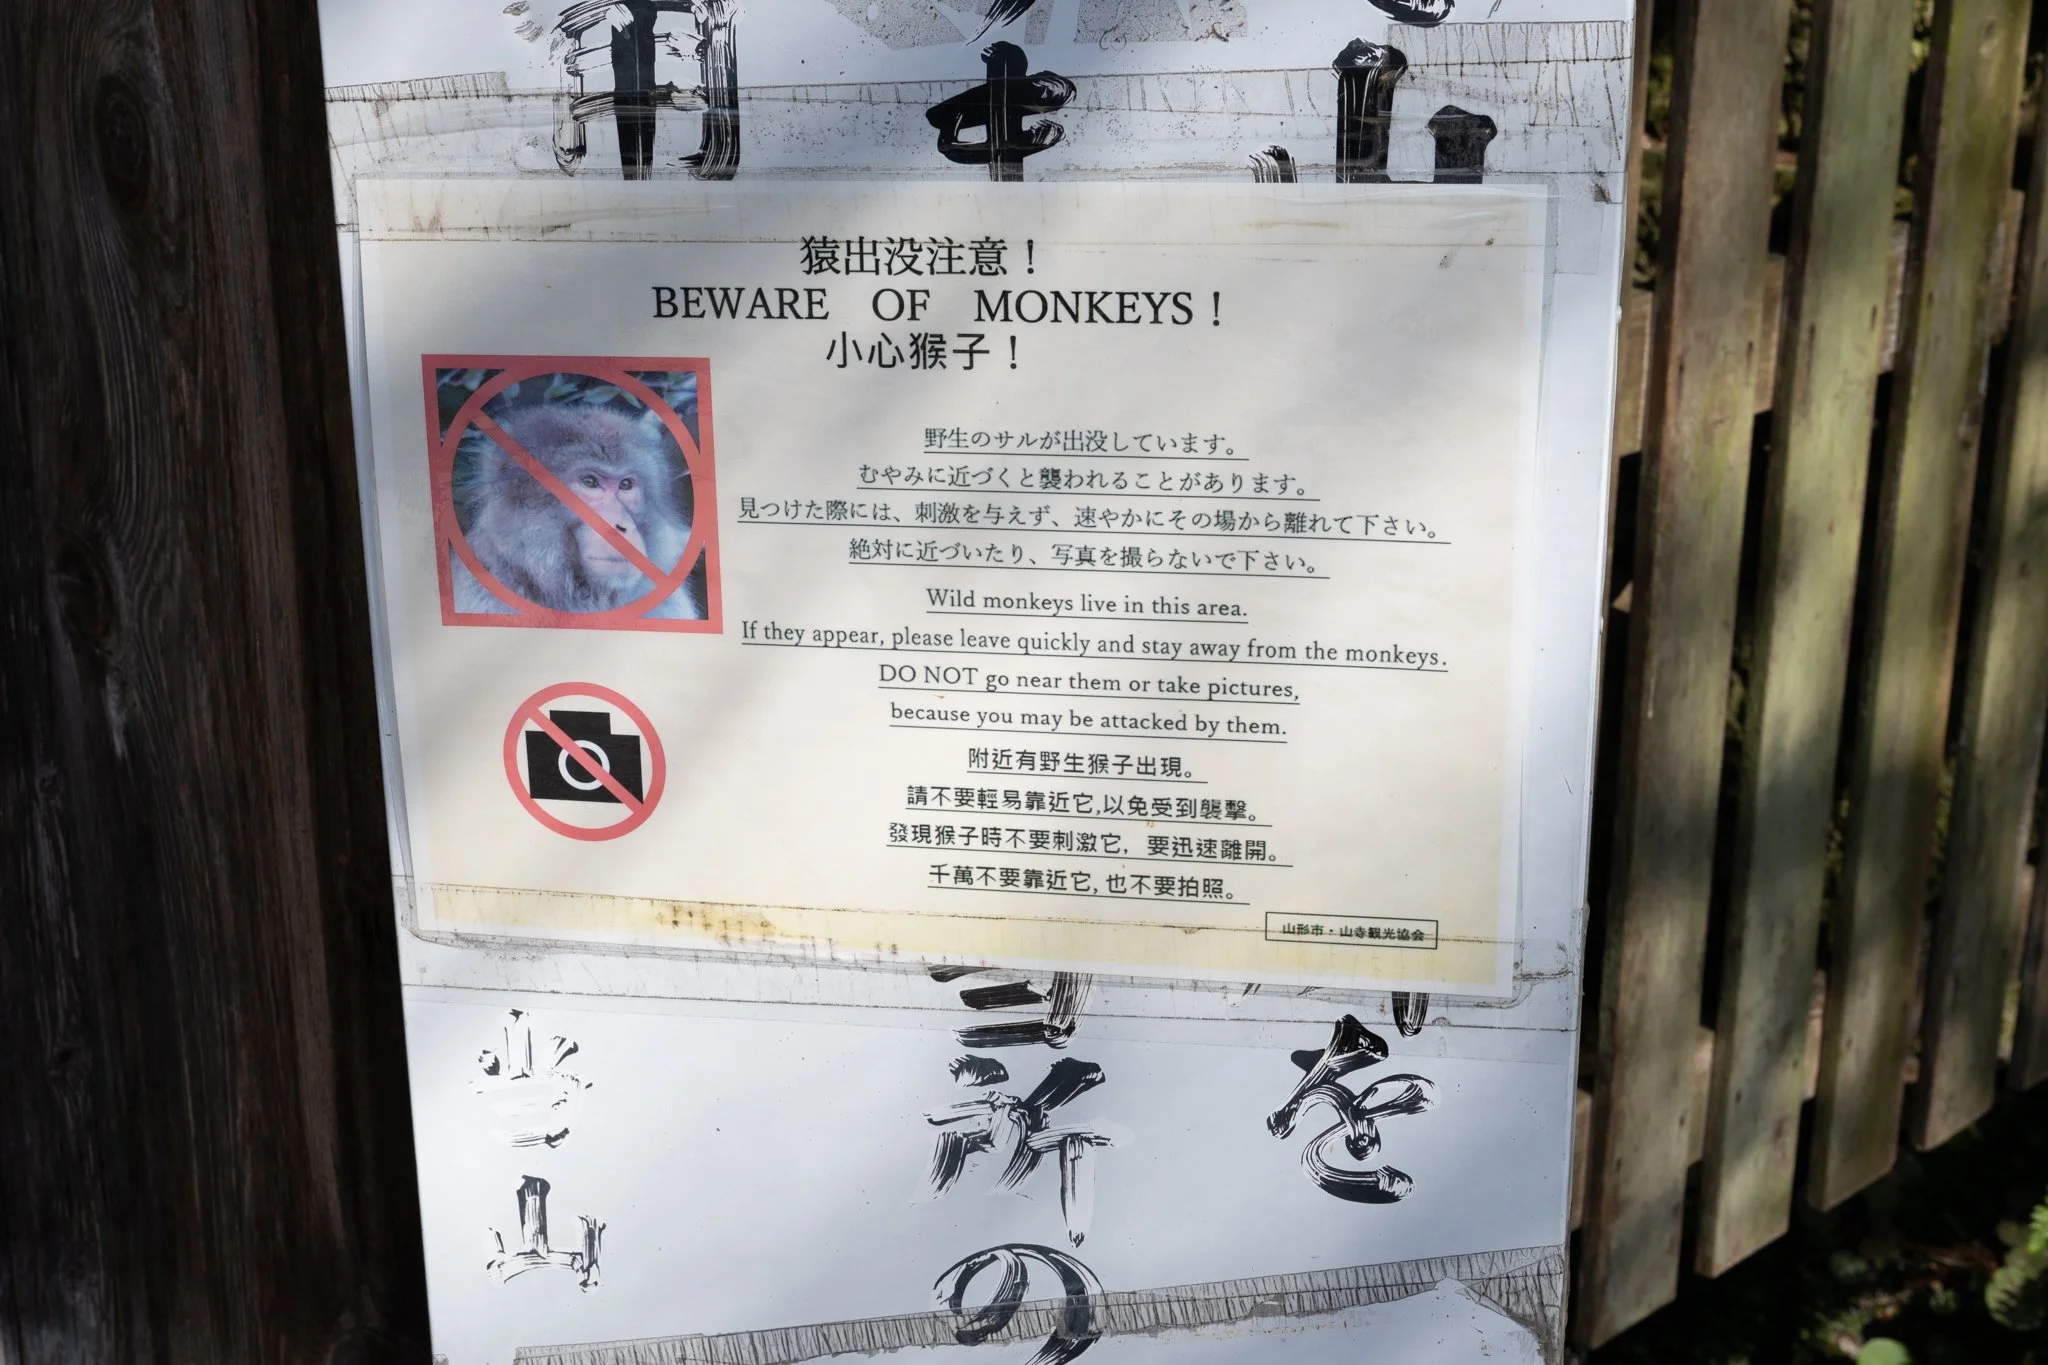 猿出没注意！
BEWARE OF MONKEYS！
小心猴子！
野生のサルが出没しています。
むやみに近づくと襲われることがあります。
見つけた際には、刺激を与えず、速やかにその場から離れて下さい。
絶対に近づいたり、写真を撮らないで下さい。
Wild monkeys live in this area.
If they appear, please leave quickly and stay away from the monkeys.
DO NOT go near them or take pictures,
because you may be attacked by them.
附近有野生猴子出現。
請不要輕易靠近它,以免受到襲擊。
發現猴子時不要刺激它，要迅速離開。
千萬不要靠近它,也不要拍照。
山形市・山寺観光協会
を
所の
当山